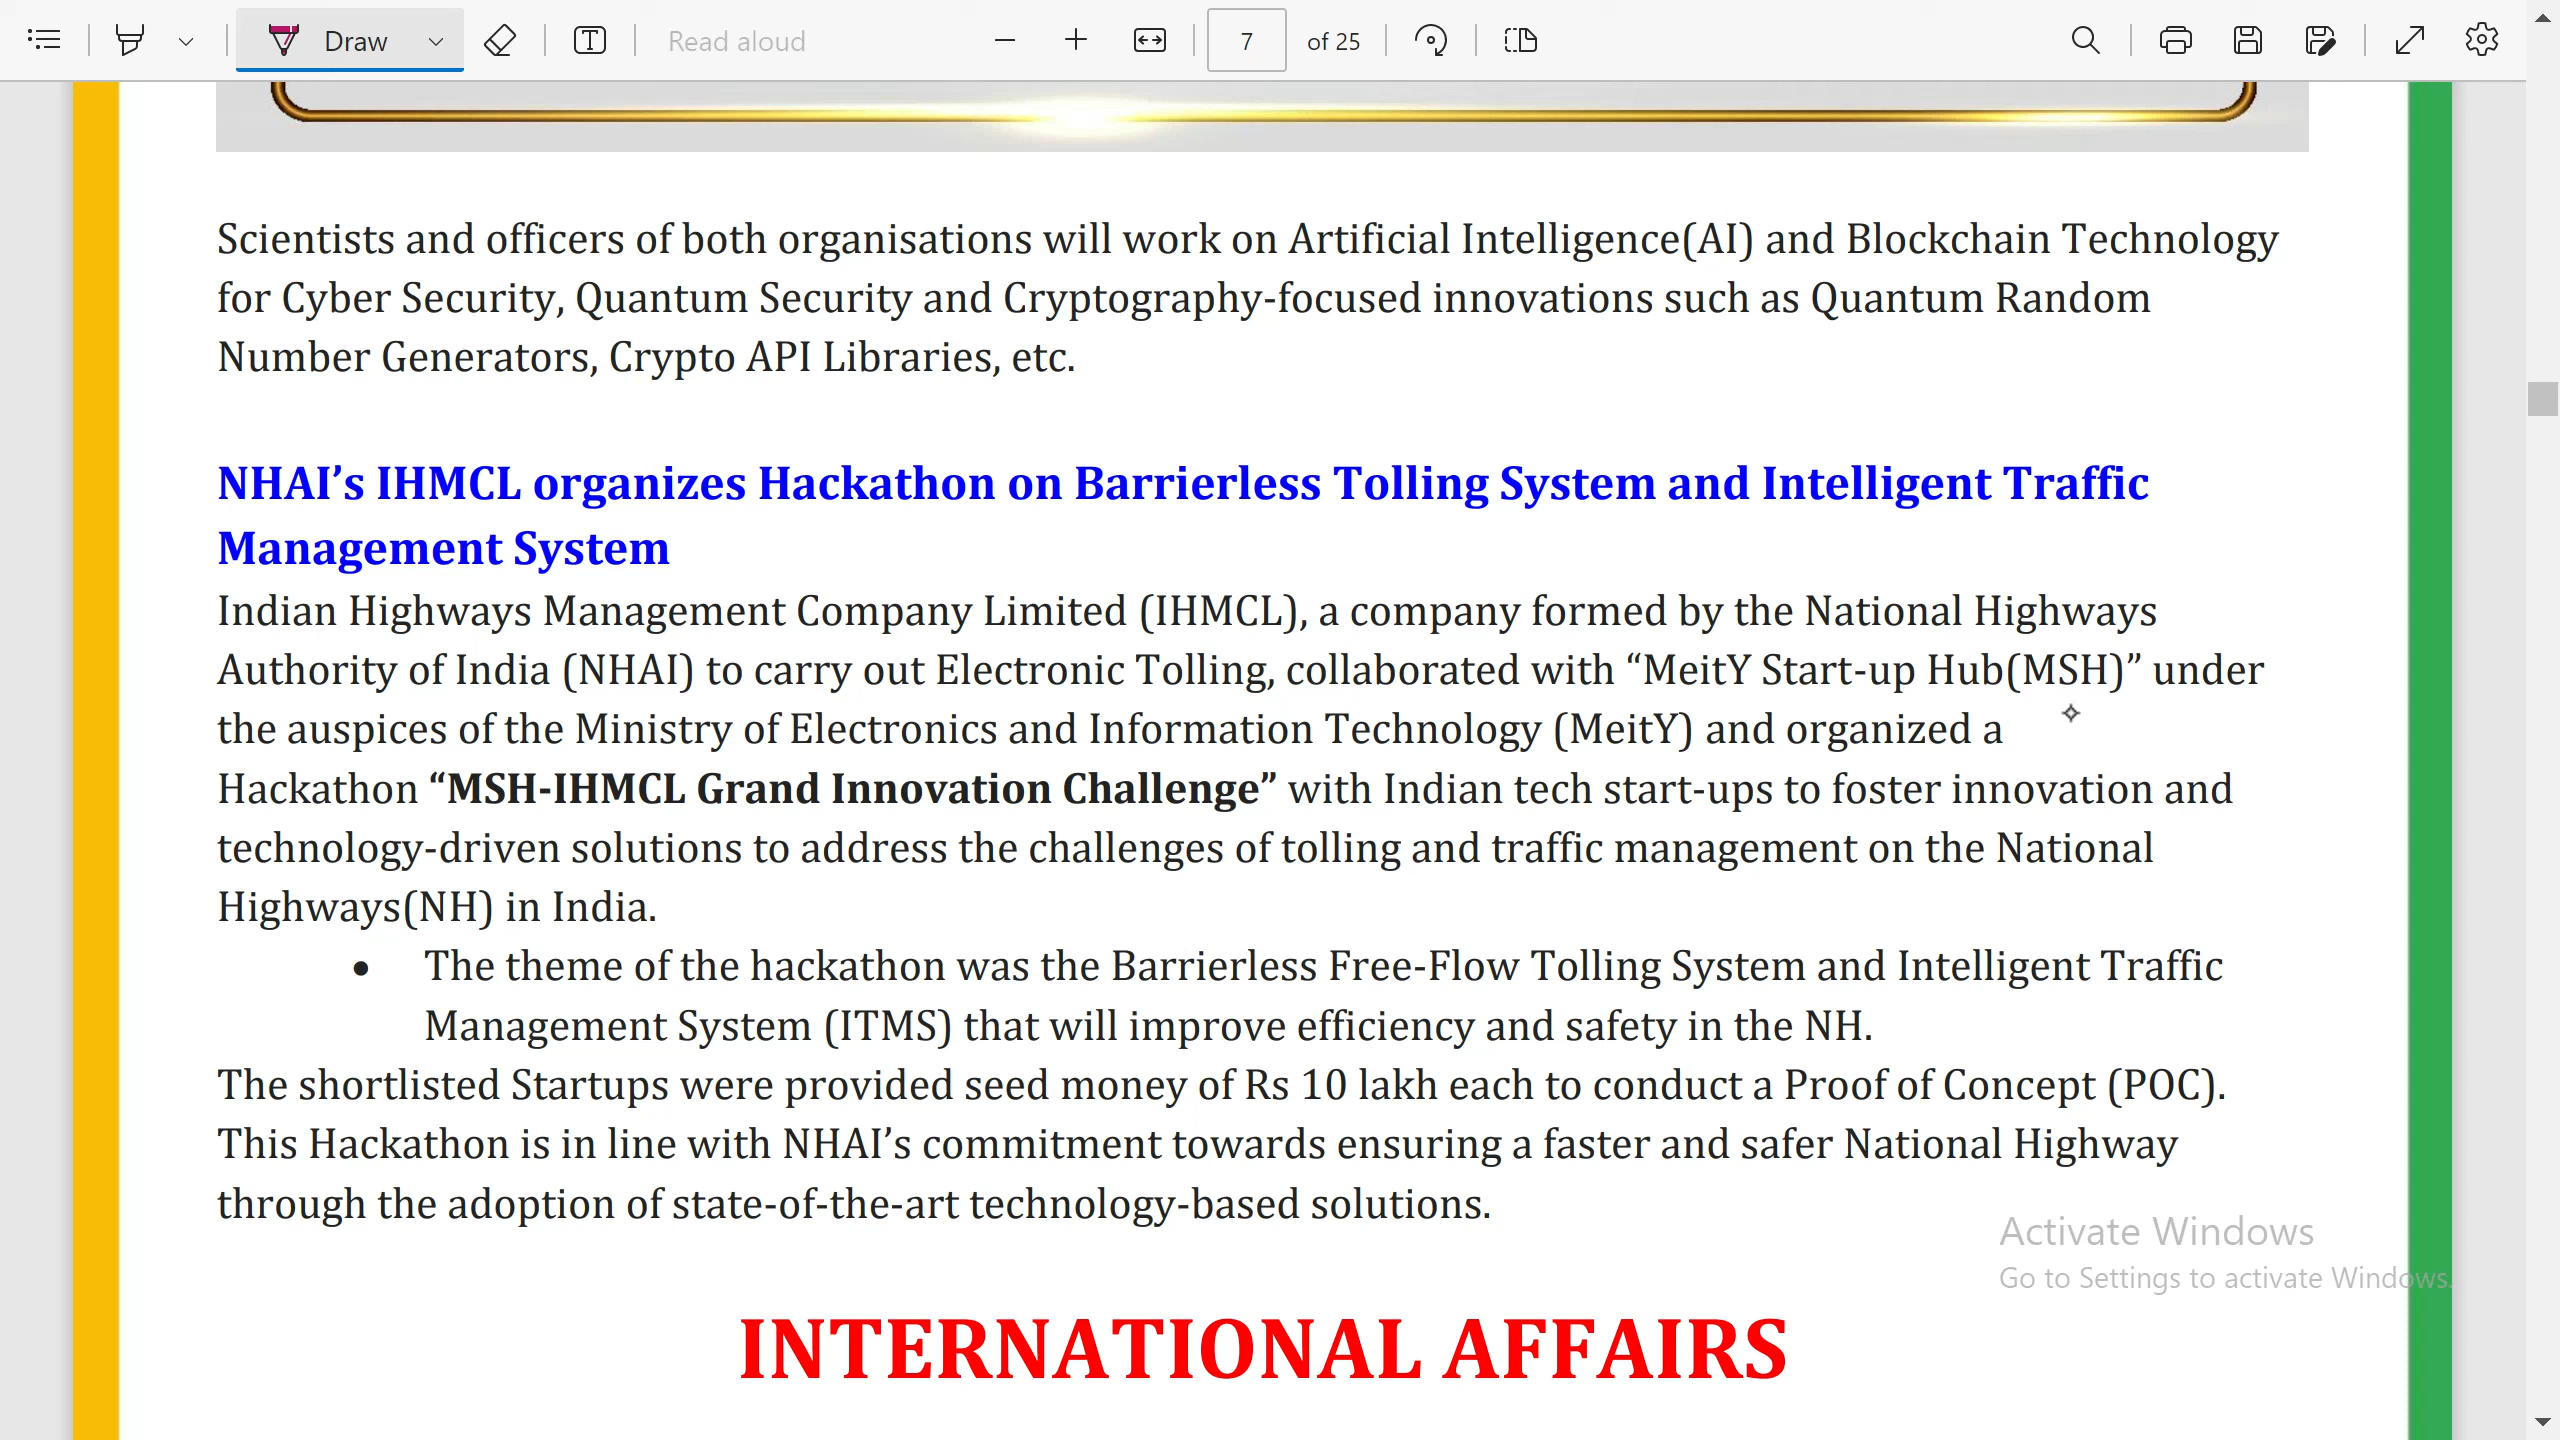 Draw
Read aloud
7
of 25
Scientists and officers of both organisations will work on Artificial Intelligence(AI) and Blockchain Technology
for Cyber Security, Quantum Security and Cryptography-focused innovations such as Quantum Random
Number Generators, Crypto API Libraries, etc.
NHAI’s IHMCL organizes Hackathon on Barrierless Tolling System and Intelligent Traffic
Management System
Indian Highways Management Company Limited (IHMCL), a company formed by the National Highways
Authority of India (NHAI) to carry out Electronic Tolling, collaborated with “MeitY Start-up Hub(MSH)” under
the auspices of the Ministry of Electronics and Information Technology (MeitY) and organized a
Hackathon “MSH-IHMCL Grand Innovation Challenge” with Indian tech start-ups to foster innovation and
technology-driven solutions to address the challenges of tolling and traffic management on the National
Highways(NH) in India.
• The theme of the hackathon was the Barrierless Free-Flow Tolling System and Intelligent Traffic
Management System (ITMS) that will improve efficiency and safety in the NH.
The shortlisted Startups were provided seed money of Rs 10 lakh each to conduct a Proof of Concept (POC).
This Hackathon is in line with NHAI’s commitment towards ensuring a faster and safer National Highway
through the adoption of state-of-the-art technology-based solutions.
Activate Windows
Go to Settings to activate Windows.
INTERNATIONAL AFFAIRS